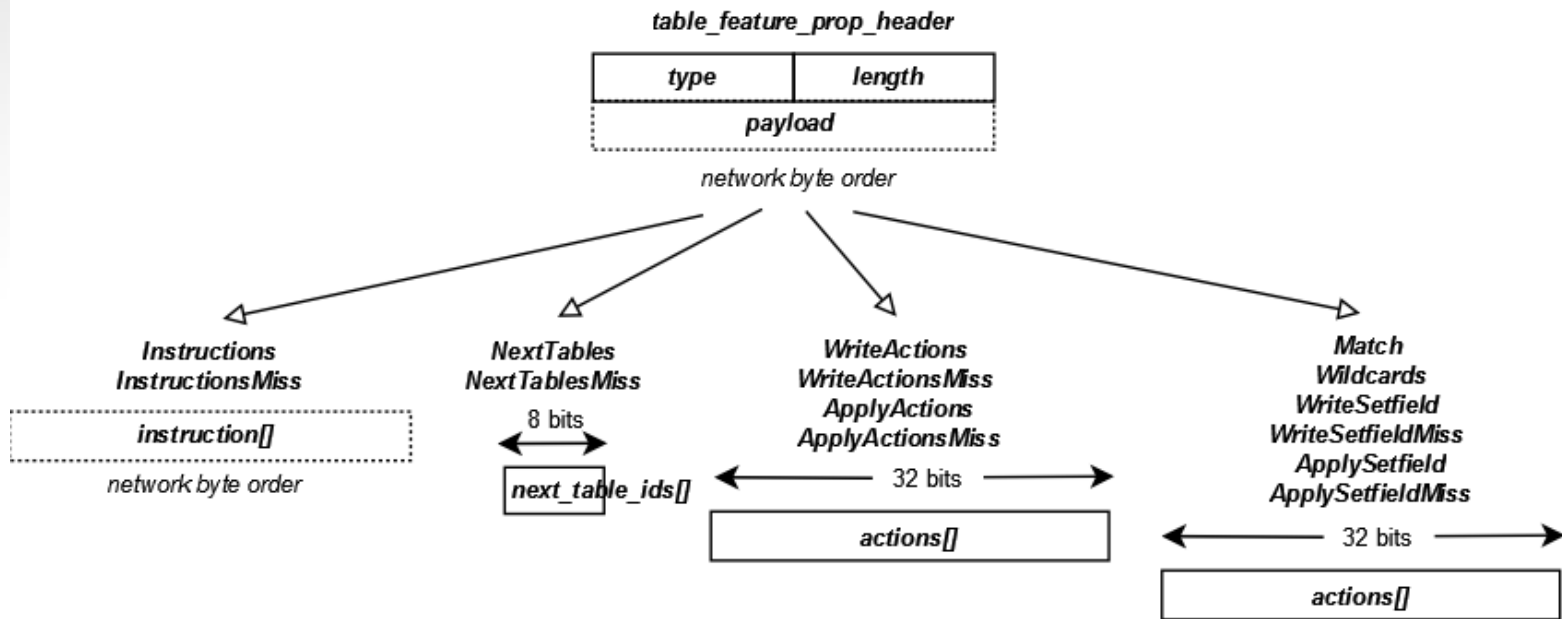 table_feature_prop_header
type
length
payload
network byte order
Instructions
InstructionsMiss
instruction[]
network byte order
NextTables
NextTablesMiss
8 bits
next_table_ids[]
WriteActions
WriteActionsMiss
ApplyActions
ApplyActionsMiss
32 bits
actions[]
Match
Wildcards
WriteSetfield
WriteSetfieldMiss
ApplySetfield
ApplySetfieldMiss
32 bits
actions[]